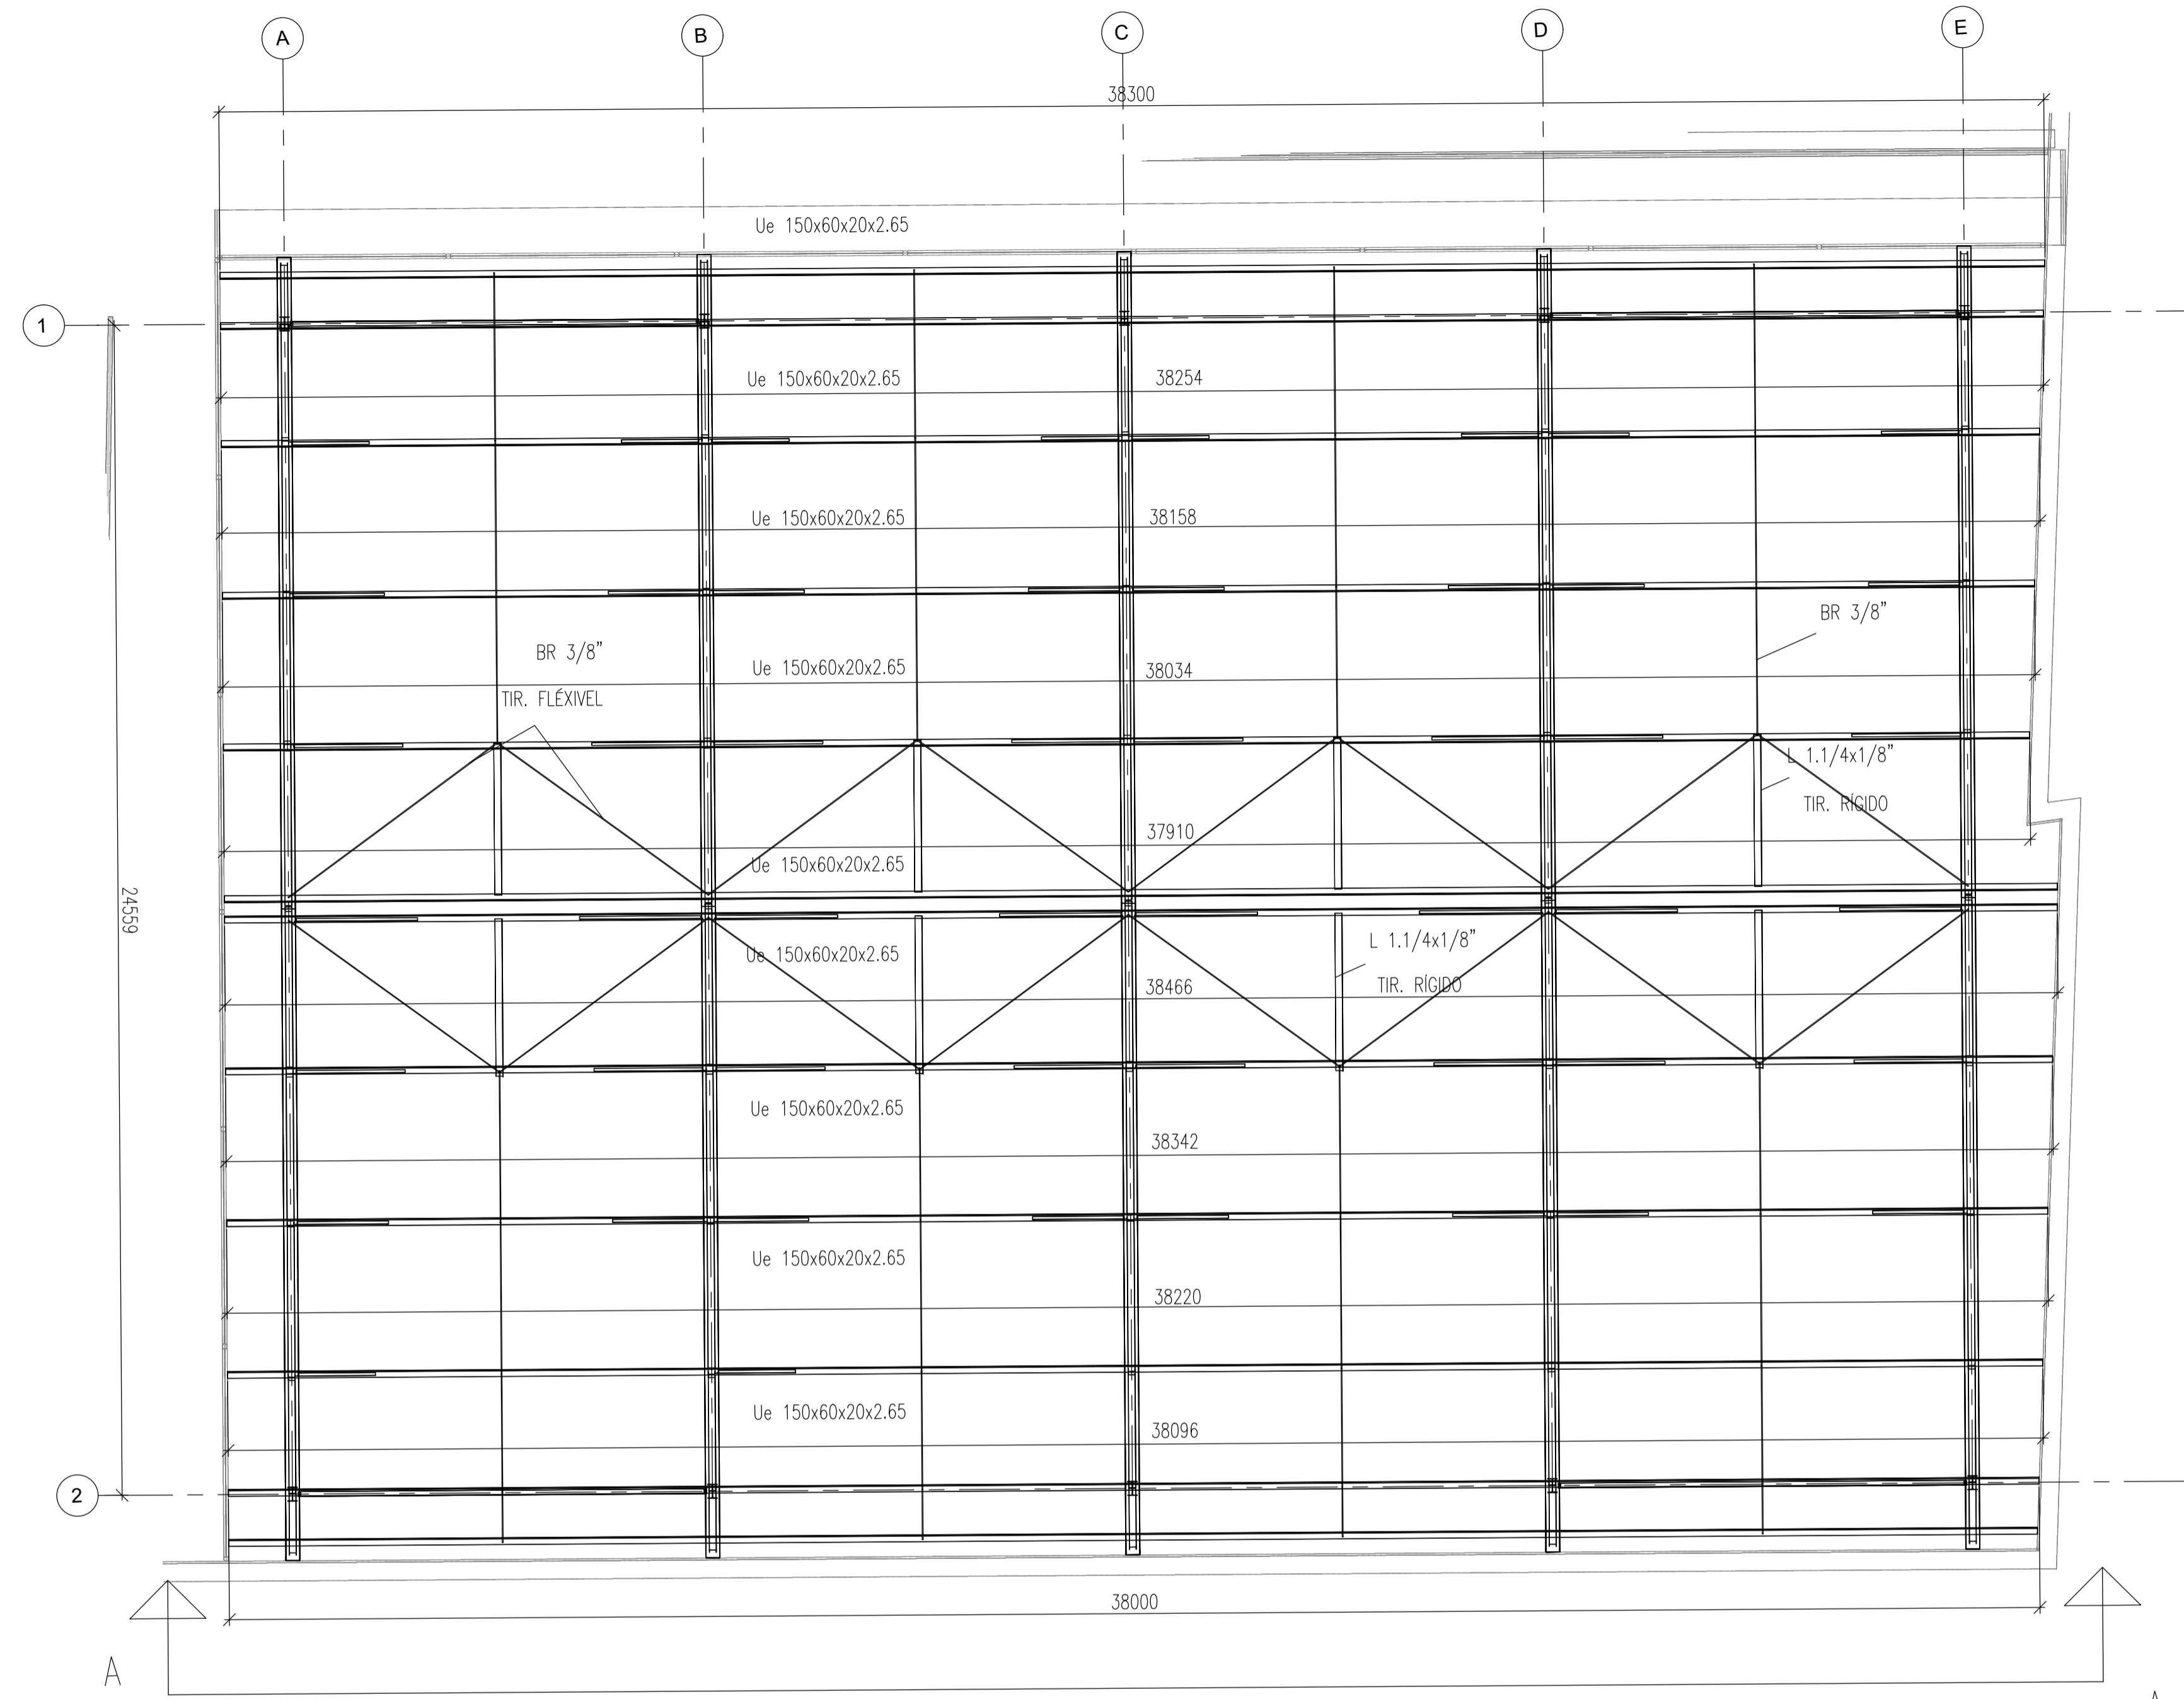 A
B
C
D
E
38300
Ue 150x60x20x2.65
1
Ue 150x60x20x2.65
38254
Ue 150x60x20x2.65
38158
BR 3/8"
BR 3/8"
Ue 150x60x20x2.65
38034
TIR. FLÉXIVEL
L 1.1/4x1/8"
TIR. RÍGIDO
37910
Ue 150x60x20x2.65
24559
L 1.1/4x1/8"
Ue 150x60x20x2.65
38466
TIR. RÍGIDO
Ue 150x60x20x2.65
38342
Ue 150x60x20x2.65
38220
Ue 150x60x20x2.65
38096
2
38000
A